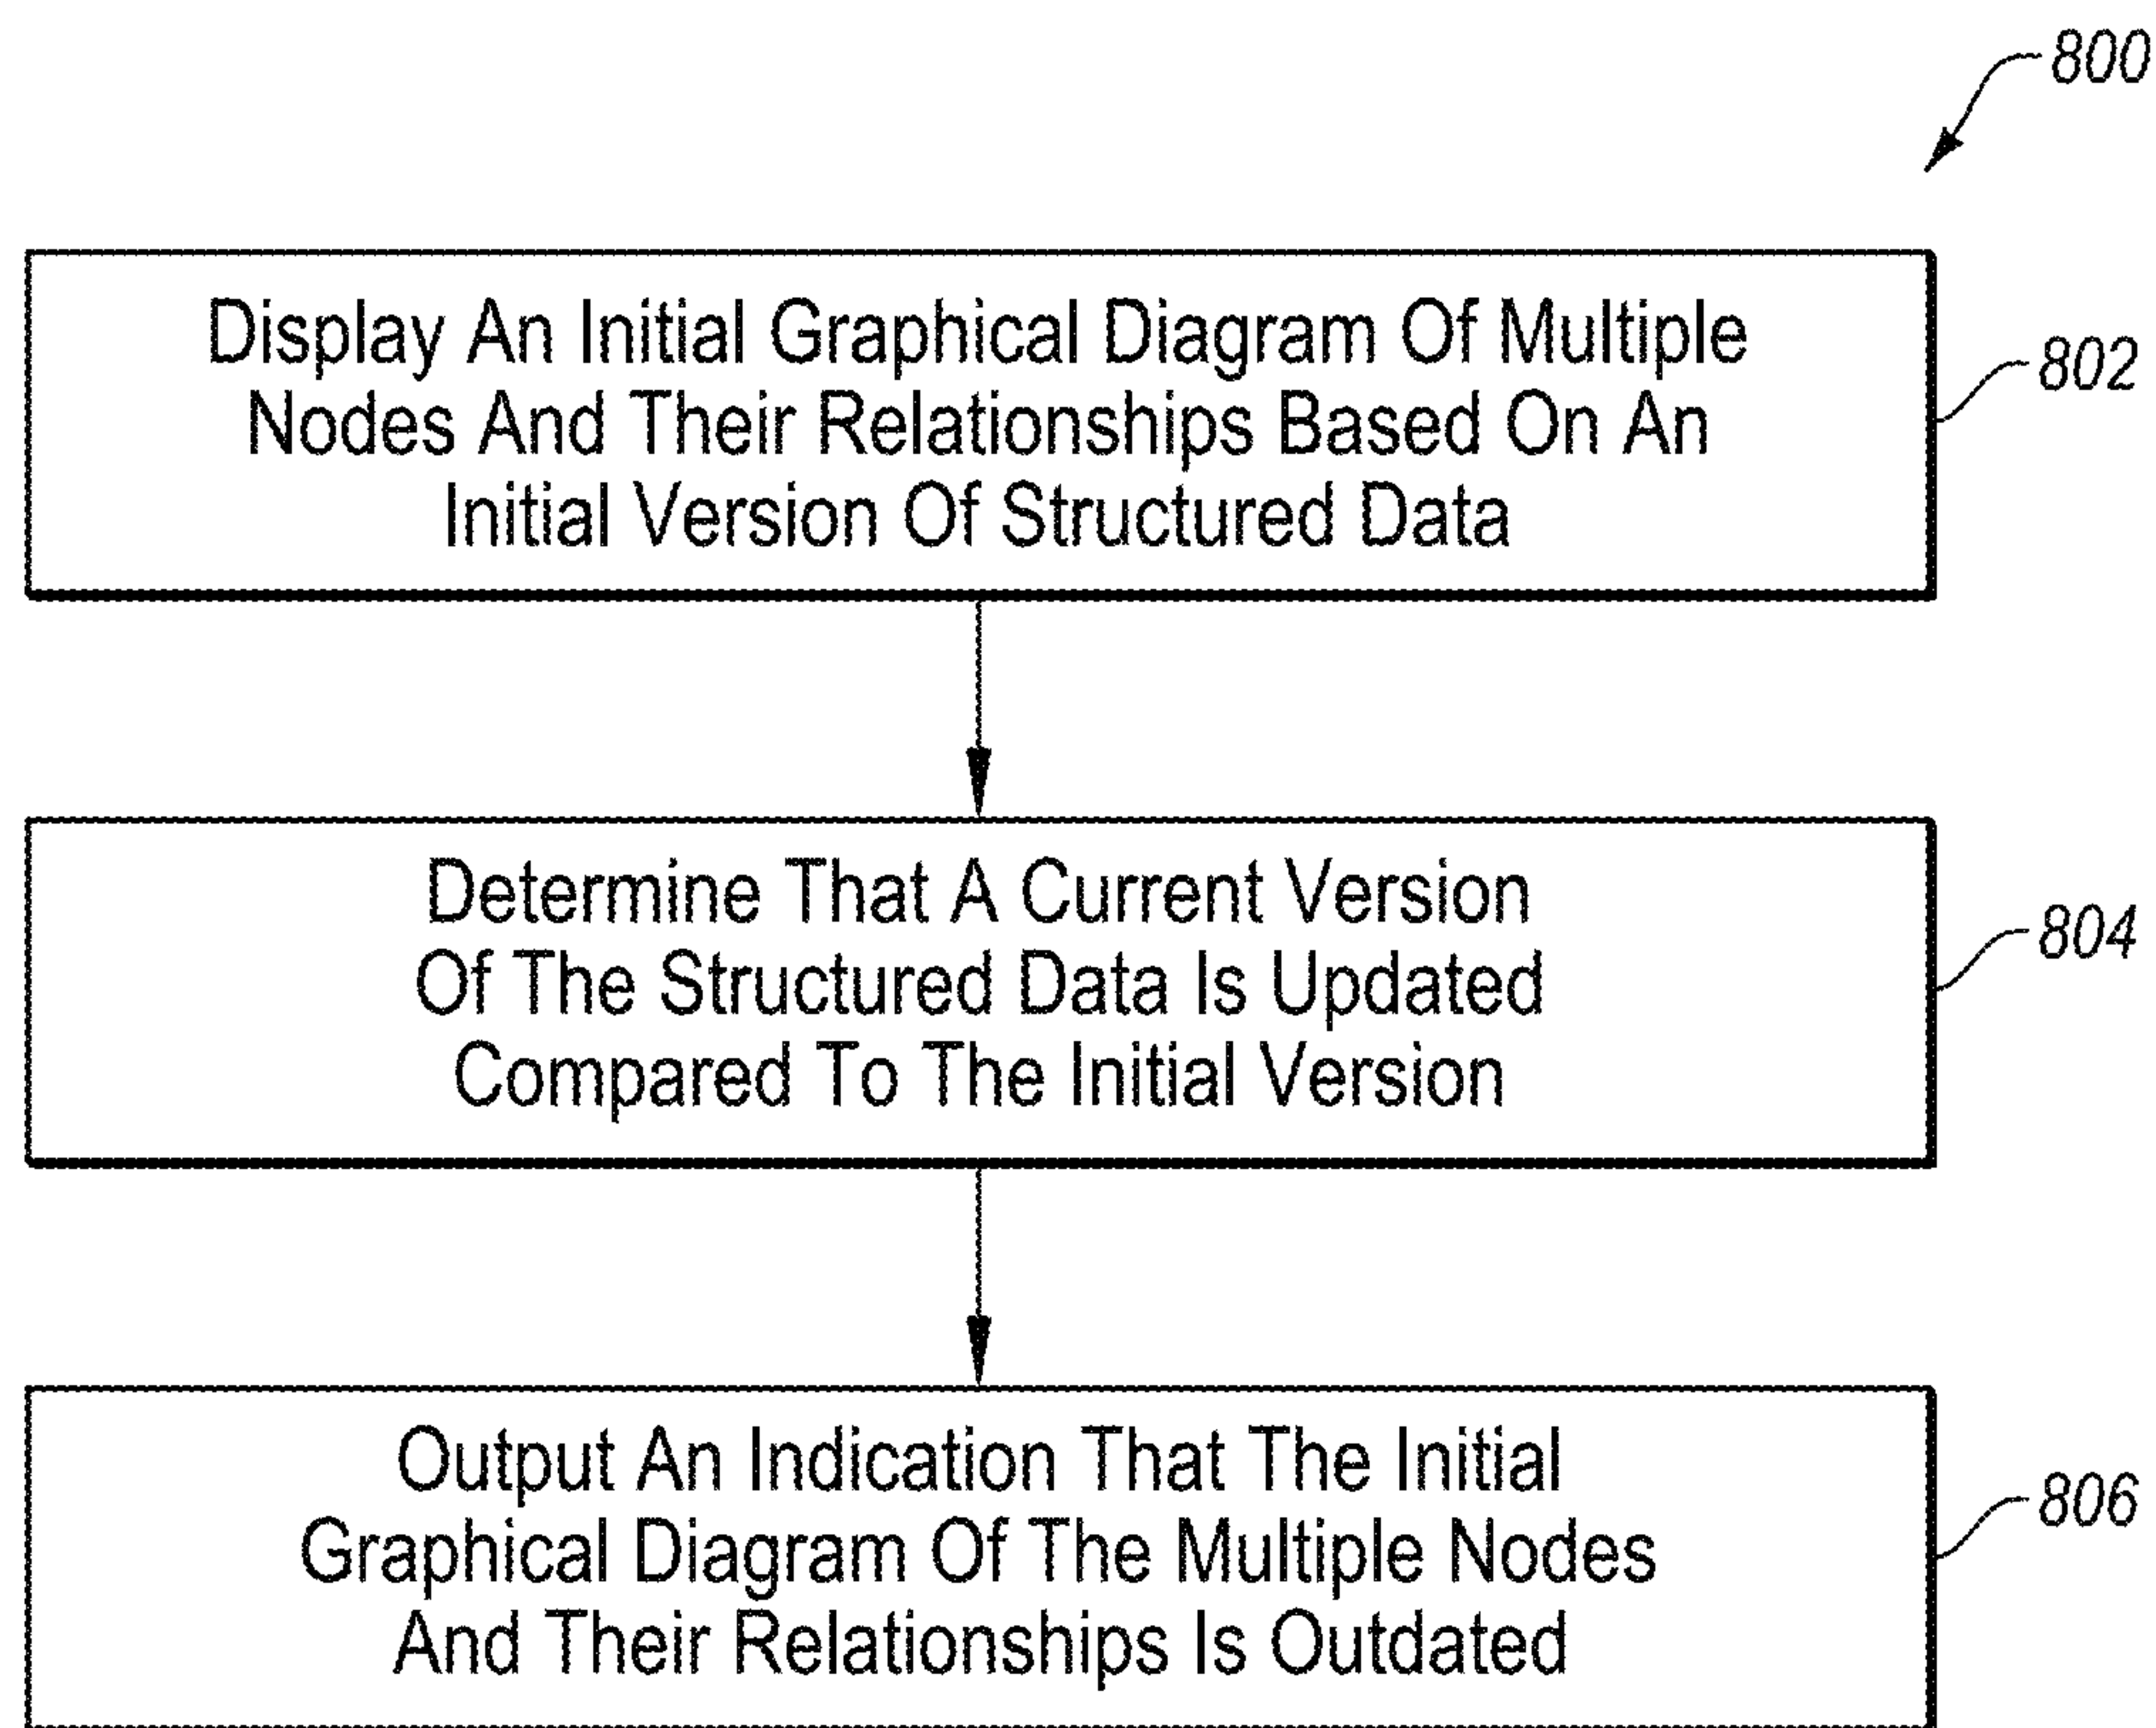 800
Display An Initial Graphical Diagram Of Multiple
Nodes And Their Relationships Based On An
Initial Version Of Structured Data
802
Determine That A Current Version
Of The Structured Data Is Updated
Compared To The Initial Version
804
Output An Indication That The Initial
Graphical Diagram Of The Multiple Nodes
And Their Relationships Is Outdated
806